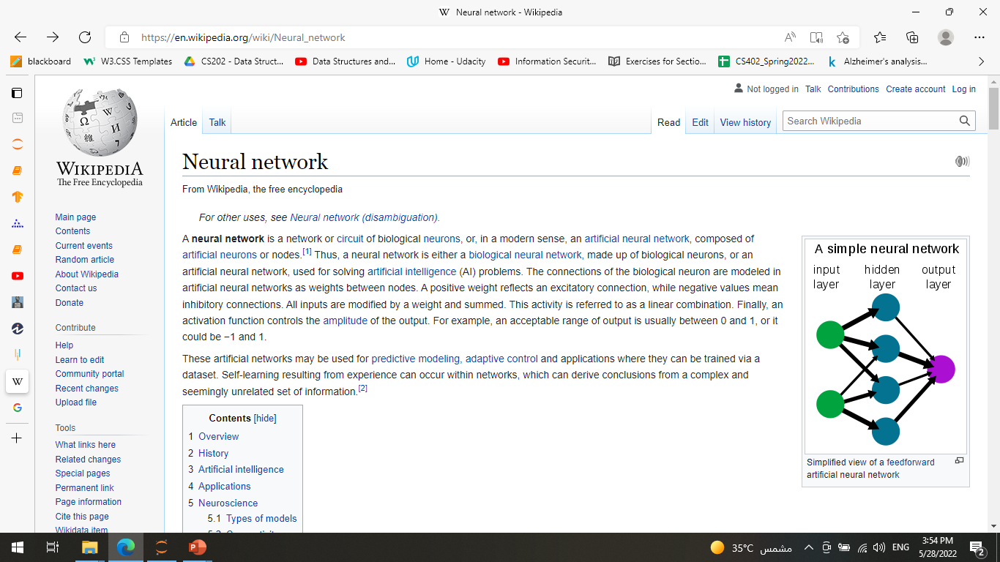 Neural network - Wikipedia
https://en.wikipedia.org/wiki/Neural_network
blackboard
W3.CSS Templates
CS202 - Data Struct...
Data Structures and...
Home - Udacity
Information Securit...
Exercises for Sectio...
CS402_Spring2022...
Alzheimer's analysis...
Not logged in Talk Contributions Create account Log in
Article Talk
Read Edit View history
Search Wikipedia
WIKIPEDIA
The Free Encyclopedia
Main page
Contents
Current events
Random article
About Wikipedia
Contact us
Donate
Contribute
Help
Learn to edit
Community portal
Recent changes
Upload file
Tools
What links here
Related changes
Special pages
Permanent link
Page information
Cite this page
Wikidata item
Neural network
From Wikipedia, the free encyclopedia
For other uses, see Neural network (disambiguation).
A neural network is a network or circuit of biological neurons, or, in a modern sense, an artificial neural network, composed of
artificial neurons or nodes.[1] Thus, a neural network is either a biological neural network, made up of biological neurons, or an
artificial neural network, used for solving artificial intelligence (AI) problems. The connections of the biological neuron are modeled in
artificial neural networks as weights between nodes. A positive weight reflects an excitatory connection, while negative values mean
inhibitory connections. All inputs are modified by a weight and summed. This activity is referred to as a linear combination. Finally, an
activation function controls the amplitude of the output. For example, an acceptable range of output is usually between 0 and 1, or it
could be −1 and 1.
These artificial networks may be used for predictive modeling, adaptive control and applications where they can be trained via a
dataset. Self-learning resulting from experience can occur within networks, which can derive conclusions from a complex and
seemingly unrelated set of information.[2]
Contents [hide]
1 Overview
2 History
3 Artificial intelligence
4 Applications
5 Neuroscience
5.1 Types of models
A simple neural network
input layer
hidden layer
output layer
Simplified view of a feedforward
artificial neural network
35°C مشمس
ENG
3:54 PM
5/28/2022
2